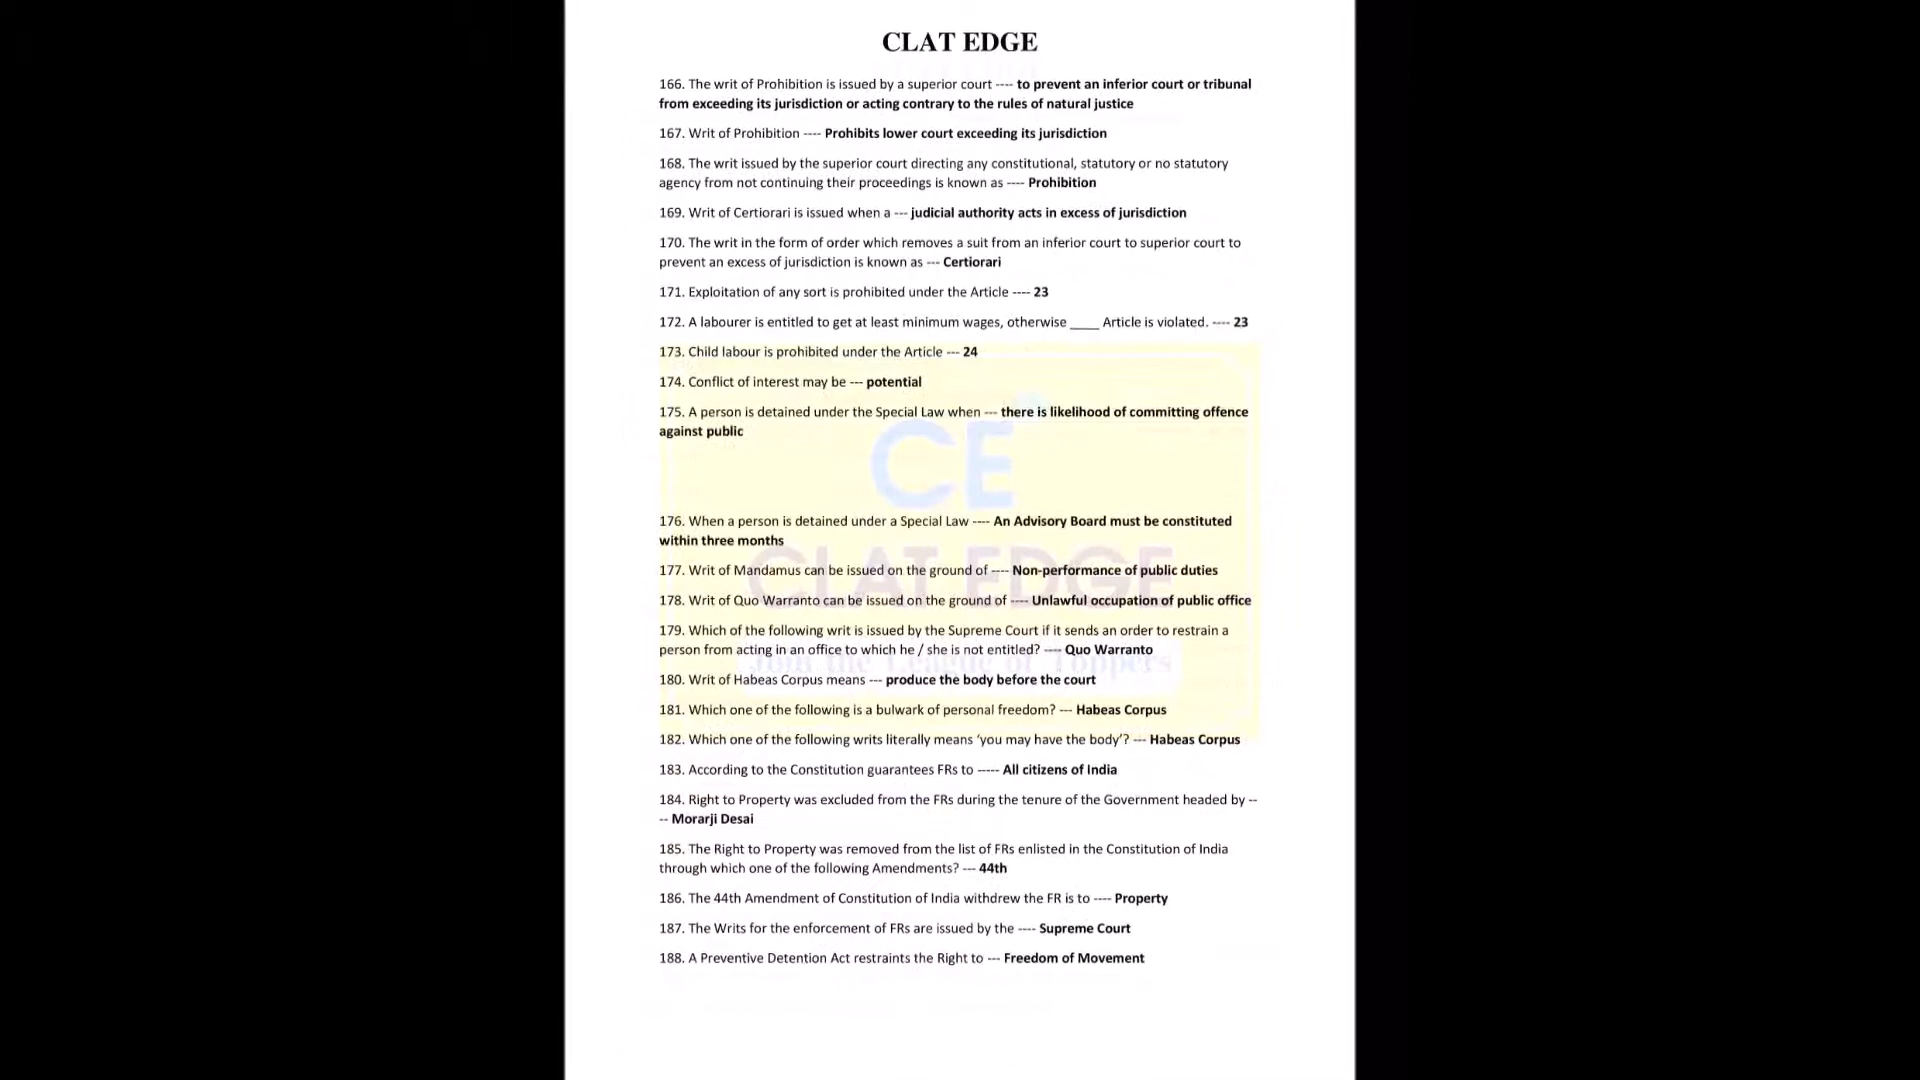 CLAT EDGE
166. The writ of Prohibition is issued by a superior court ---- to prevent an inferior court or tribunal
from exceeding its jurisdiction or acting contrary to the rules of natural justice
167. Writ of Prohibition ---- Prohibits lower court exceeding its jurisdiction
168. The writ issued by the superior court directing any constitutional, statutory or no statutory
agency from not continuing their proceedings is known as ---- Prohibition
169. Writ of Certiorari is issued when a --- judicial authority acts in excess of jurisdiction
170. The writ in the form of order which removes a suit from an inferior court to superior court to
prevent an excess of jurisdiction is known as --- Certiorari
171. Exploitation of any sort is prohibited under the Article ---- 23
172. A labourer is entitled to get at least minimum wages, otherwise ____ Article is violated. ---- 23
173. Child labour is prohibited under the Article --- 24
174. Conflict of interest may be --- potential
175. A person is detained under the Special Law when --- there is likelihood of committing offence
against public
CE
176. When a person is detained under a Special Law ---- An Advisory Board must be constituted
within three months
CLAT EDGE
177. Writ of Mandamus can be issued on the ground of ---- Non-performance of public duties
178. Writ of Quo Warranto can be issued on the ground of ---- Unlawful occupation of public office
179. Which of the following writ is issued by the Supreme Court if it sends an order to restrain a
person from acting in an office to which he / she is not entitled? ---- Quo Warranto
Join the League of Toppers
180. Writ of Habeas Corpus means --- produce the body before the court
181. Which one of the following is a bulwark of personal freedom? --- Habeas Corpus
182. Which one of the following writs literally means ‘you may have the body’? --- Habeas Corpus
183. According to the Constitution guarantees FRs to ----- All citizens of India
184. Right to Property was excluded from the FRs during the tenure of the Government headed by --
-- Morarji Desai
185. The Right to Property was removed from the list of FRs enlisted in the Constitution of India
through which one of the following Amendments? --- 44th
186. The 44th Amendment of Constitution of India withdrew the FR is to ---- Property
187. The Writs for the enforcement of FRs are issued by the ---- Supreme Court
188. A Preventive Detention Act restraints the Right to --- Freedom of Movement